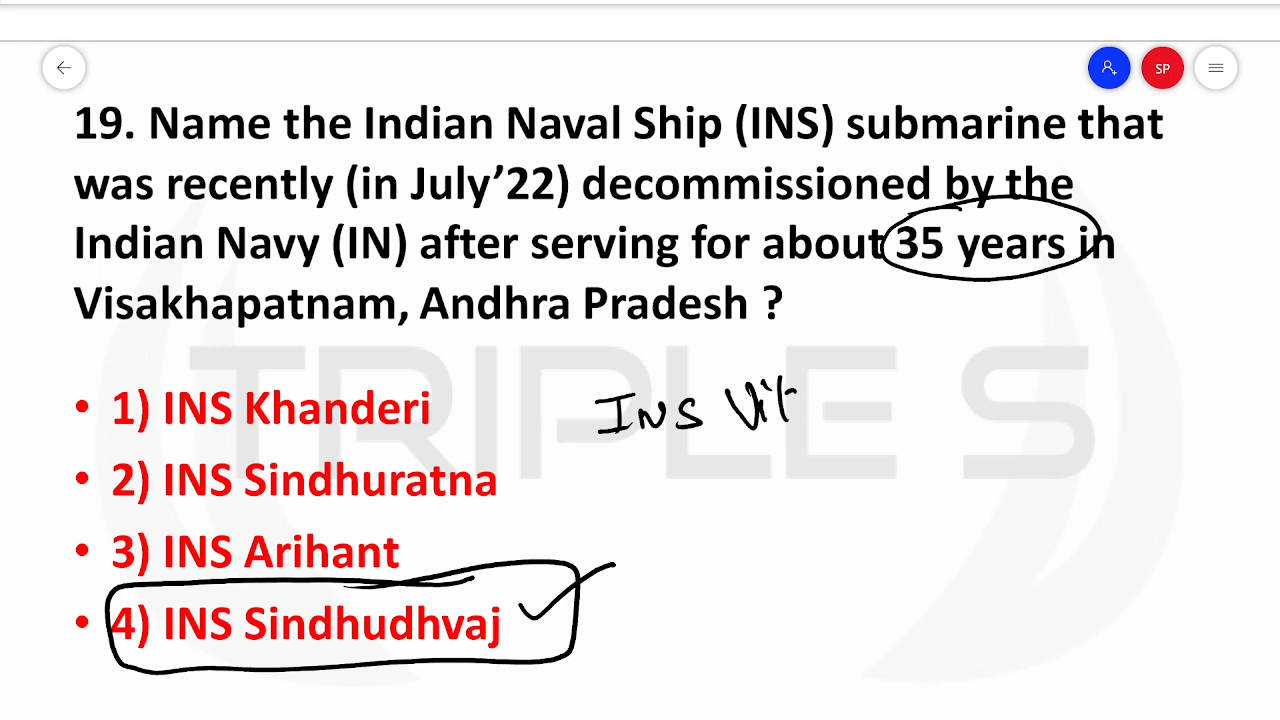 SP
19. Name the Indian Naval Ship (INS) submarine that
was recently (in July’22) decommissioned by the
Indian Navy (IN) after serving for about 35 years in
Visakhapatnam, Andhra Pradesh ?
TRIPLE S
• 1) INS Khanderi
INS Vik
• 2) INS Sindhuratna
• 3) INS Arihant
• 4) INS Sindhudhvaj